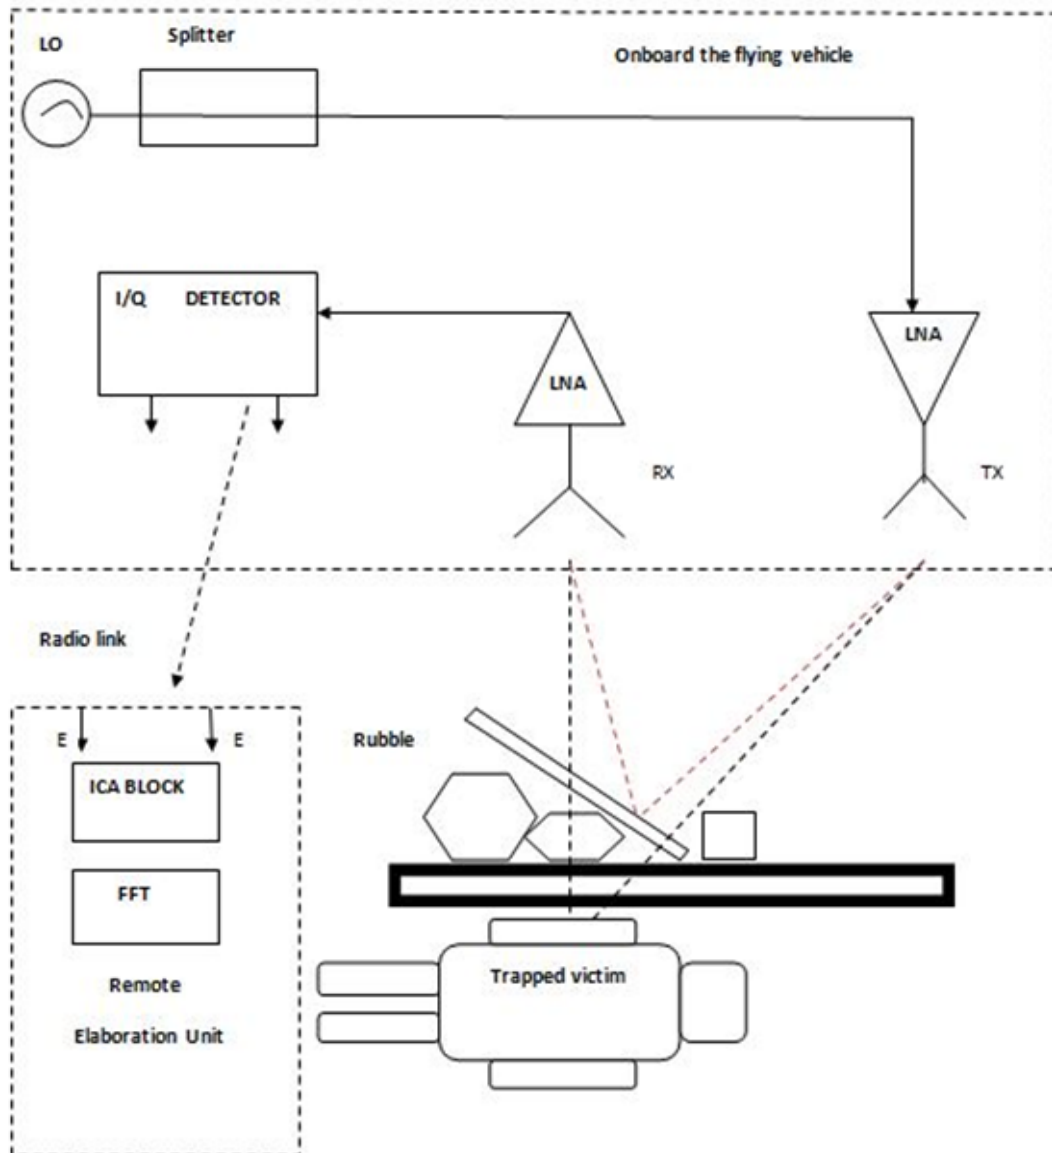 LO
Splitter
Onboard the flying vehicle
I/Q DETECTOR
LNA
LNA
RX
TX
Radio link
E E
Rubble
ICA BLOCK
FFT
Remote
Elaboration Unit
Trapped victim